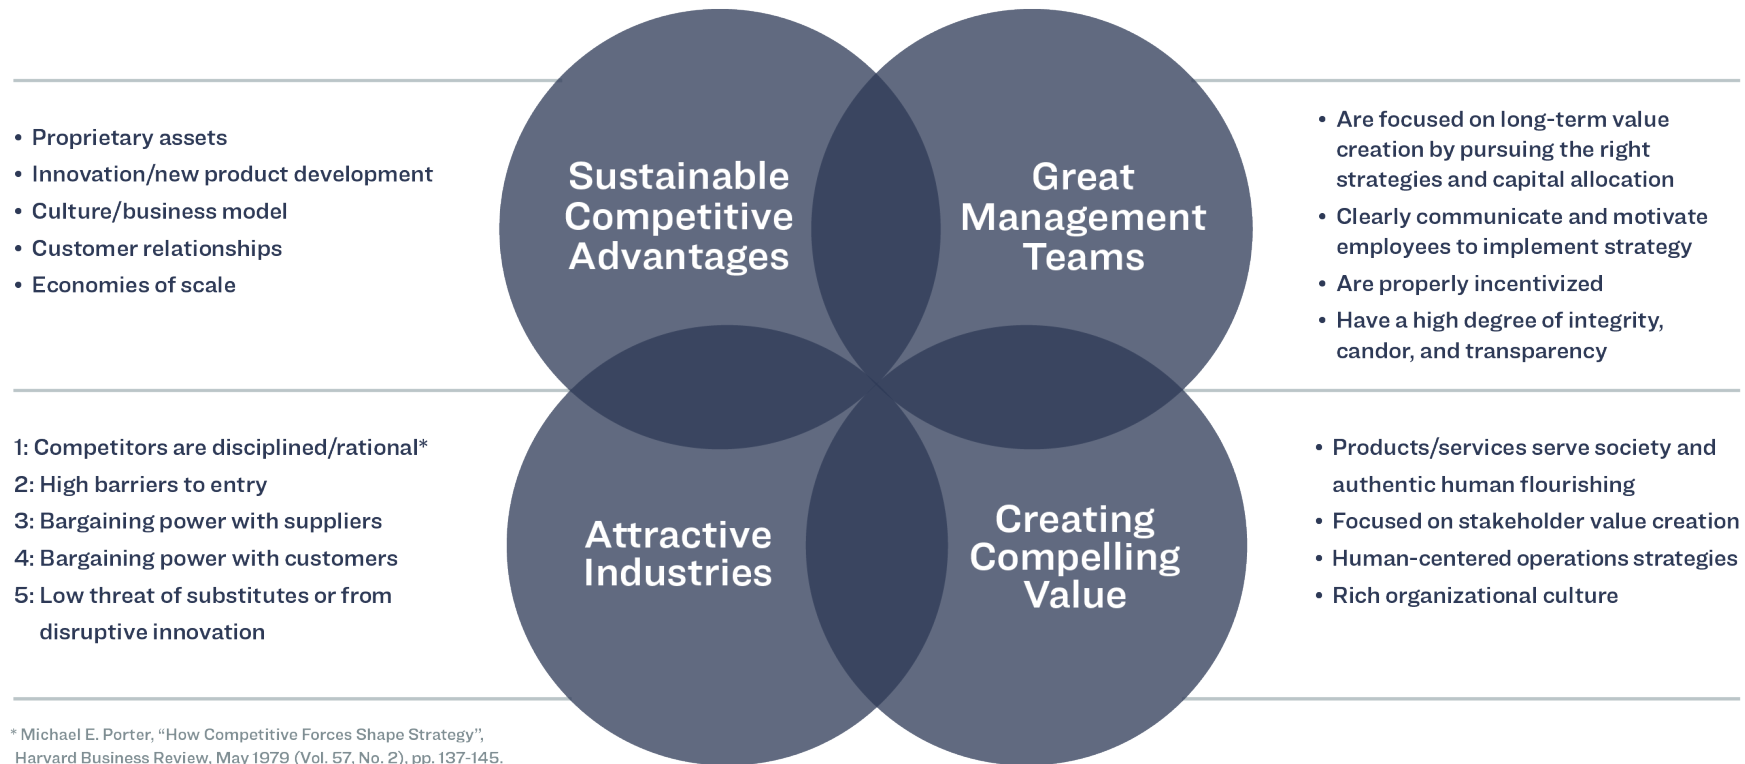 Sustainable
Competitive
Advantages
• Proprietary assets
• Innovation/new product development
• Culture/business model
• Customer relationships
• Economies of scale
Great
Management
Teams
• Are focused on long-term value
creation by pursuing the right
strategies and capital allocation
• Clearly communicate and motivate
employees to implement strategy
• Are properly incentivized
• Have a high degree of integrity,
candor, and transparency
Attractive
Industries
1: Competitors are disciplined/rational*
2: High barriers to entry
3: Bargaining power with suppliers
4: Bargaining power with customers
5: Low threat of substitutes or from
disruptive innovation
Creating
Compelling
Value
• Products/services serve society and
authentic human flourishing
• Focused on stakeholder value creation
• Human-centered operations strategies
• Rich organizational culture
* Michael E. Porter, “How Competitive Forces Shape Strategy”,
Harvard Business Review, May 1979 (Vol. 57, No. 2), pp. 137-145.